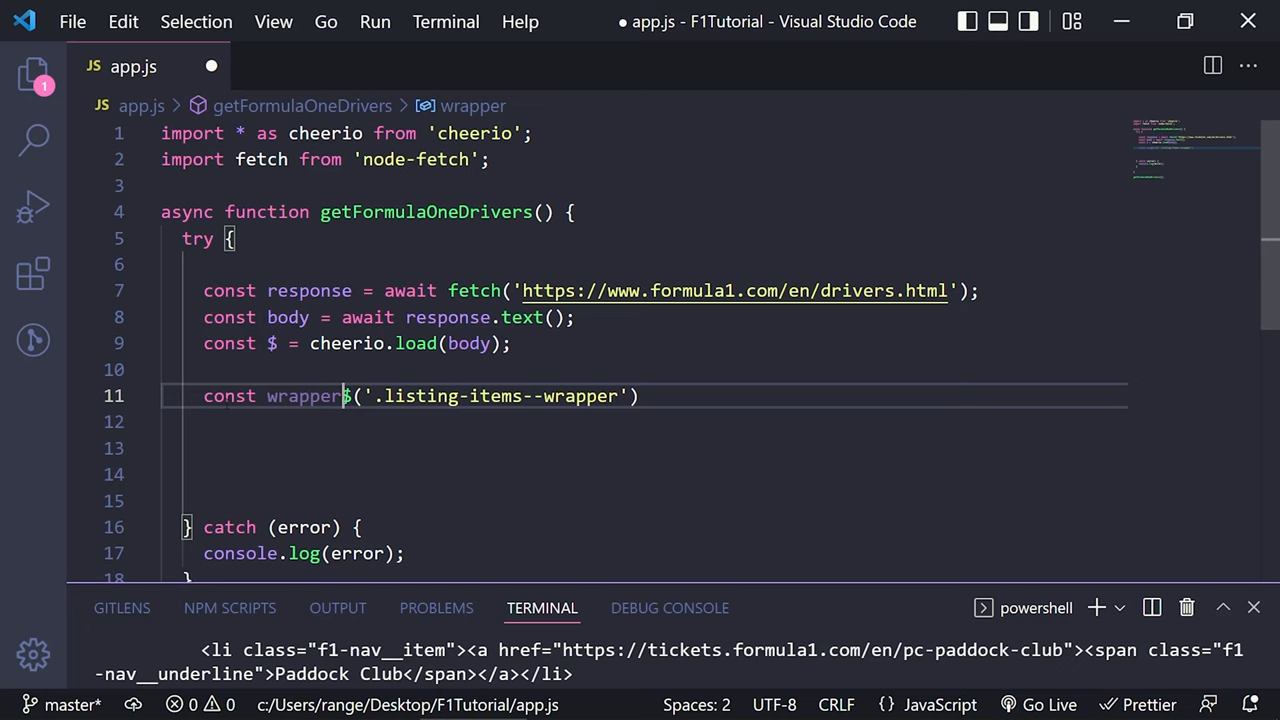 File Edit Selection View Go Run Terminal Help ● app.js - F1Tutorial - Visual Studio Code
JS app.js
JS app.js > getFormulaOneDrivers > wrapper
1 import * as cheerio from 'cheerio';
2 import fetch from 'node-fetch';
3
4 async function getFormulaOneDrivers() {
5 try {
6
7 const response = await fetch('https://www.formula1.com/en/drivers.html');
8 const body = await response.text();
9 const $ = cheerio.load(body);
10
11 const wrapper$('.listing-items--wrapper')
12
13
14
15
16 } catch (error) {
17 console.log(error);
18 }
1
GITLENS NPM SCRIPTS OUTPUT PROBLEMS TERMINAL DEBUG CONSOLE powershell
<li class="f1-nav__item"><a href="https://tickets.formula1.com/en/pc-paddock-club"><span class="f1
-nav__underline">Paddock Club</span></a></li>
master* 0 0 c:/Users/range/Desktop/F1Tutorial/app.js Spaces: 2 UTF-8 CRLF { } JavaScript Go Live Prettier